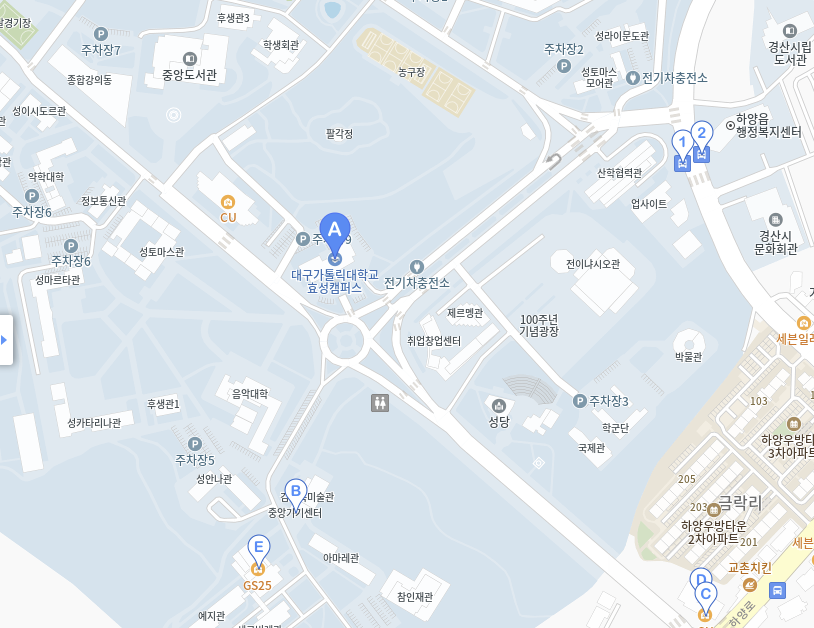 후생관3
주차장7
학생회관
중앙도서관
종합강의동
성이시도르관
약학대학
주차장6
정보통신관
주차장6
성토마스관
성마르타관
CU
농구장
팔각정
주차장2
성라이문도관
성토마스
모어관
전기차충전소
경산시립
도서관
하양읍
행정복지센터
1
2
산학협력관
업사이트
경산시
문화회관
A
대구가톨릭대학교
효성캠퍼스
전기차충전소
전이냐시오관
제르멩관
100주년
기념광장
취업창업센터
박물관
세븐일레
주차장3
성당
학군단
국제관
103
하양우방타
3차아파트
205
203
금락리
하양우방타운
2차아파트
201
세븐
교촌치킨
하양로
D
C
음악대학
후생관1
성카타리나관
주차장5
성안나관
B
중앙기기센터
E
GS25
아마레관
참인재관
예지관